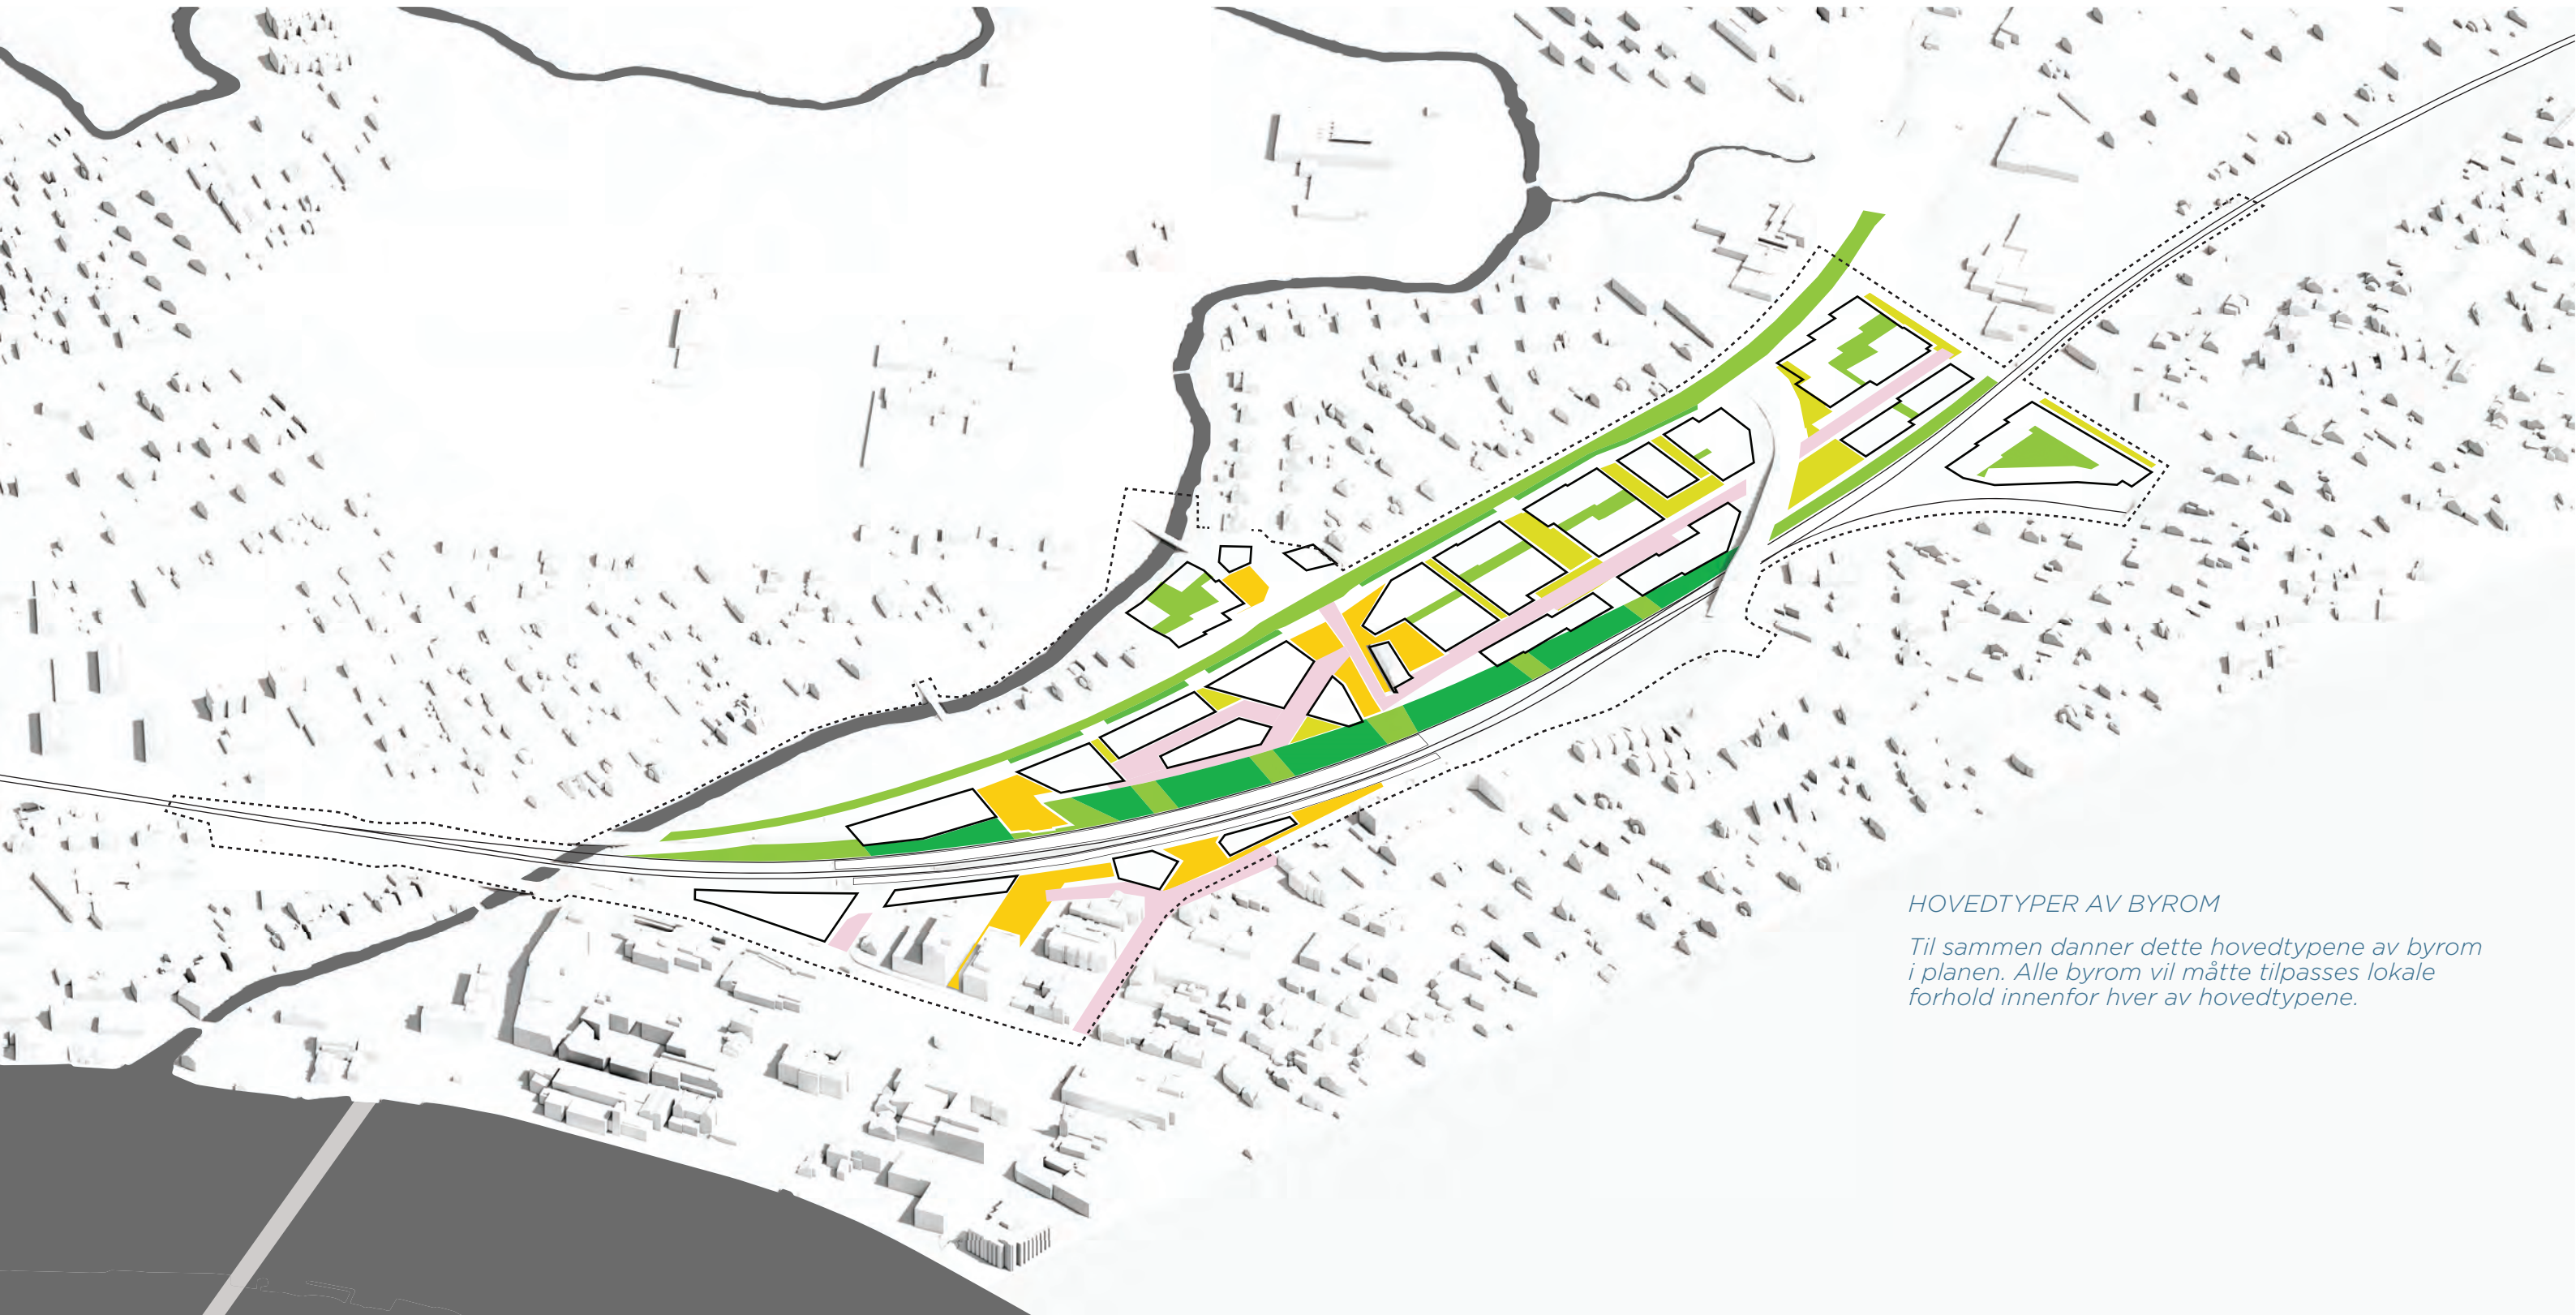 HOVEDTYPER AV BYROM
Til sammen danner dette hovedtypene av byrom
i planen. Alle byrom vil måtte tilpasses lokale
forhold innenfor hver av hovedtypene.